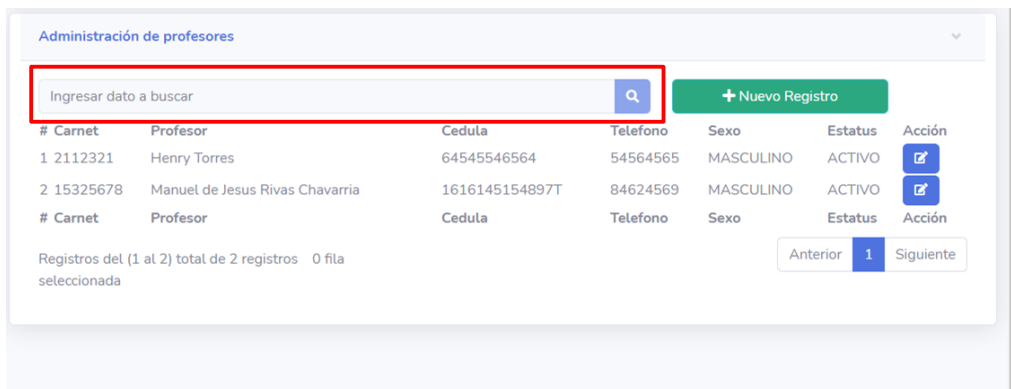 Administración de profesores
Ingresar dato a buscar
Nuevo Registro
# Carnet Profesor Cedula Telefono Sexo Estatus Acción
1 2112321 Henry Torres 64545546564 54564565 MASCULINO ACTIVO
2 15325678 Manuel de Jesus Rivas Chavarria 1616145154897T 84624569 MASCULINO ACTIVO
# Carnet Profesor Cedula Telefono Sexo Estatus Acción
Registros del (1 al 2) total de 2 registros 0 fila
seleccionada
Anterior 1 Siguiente